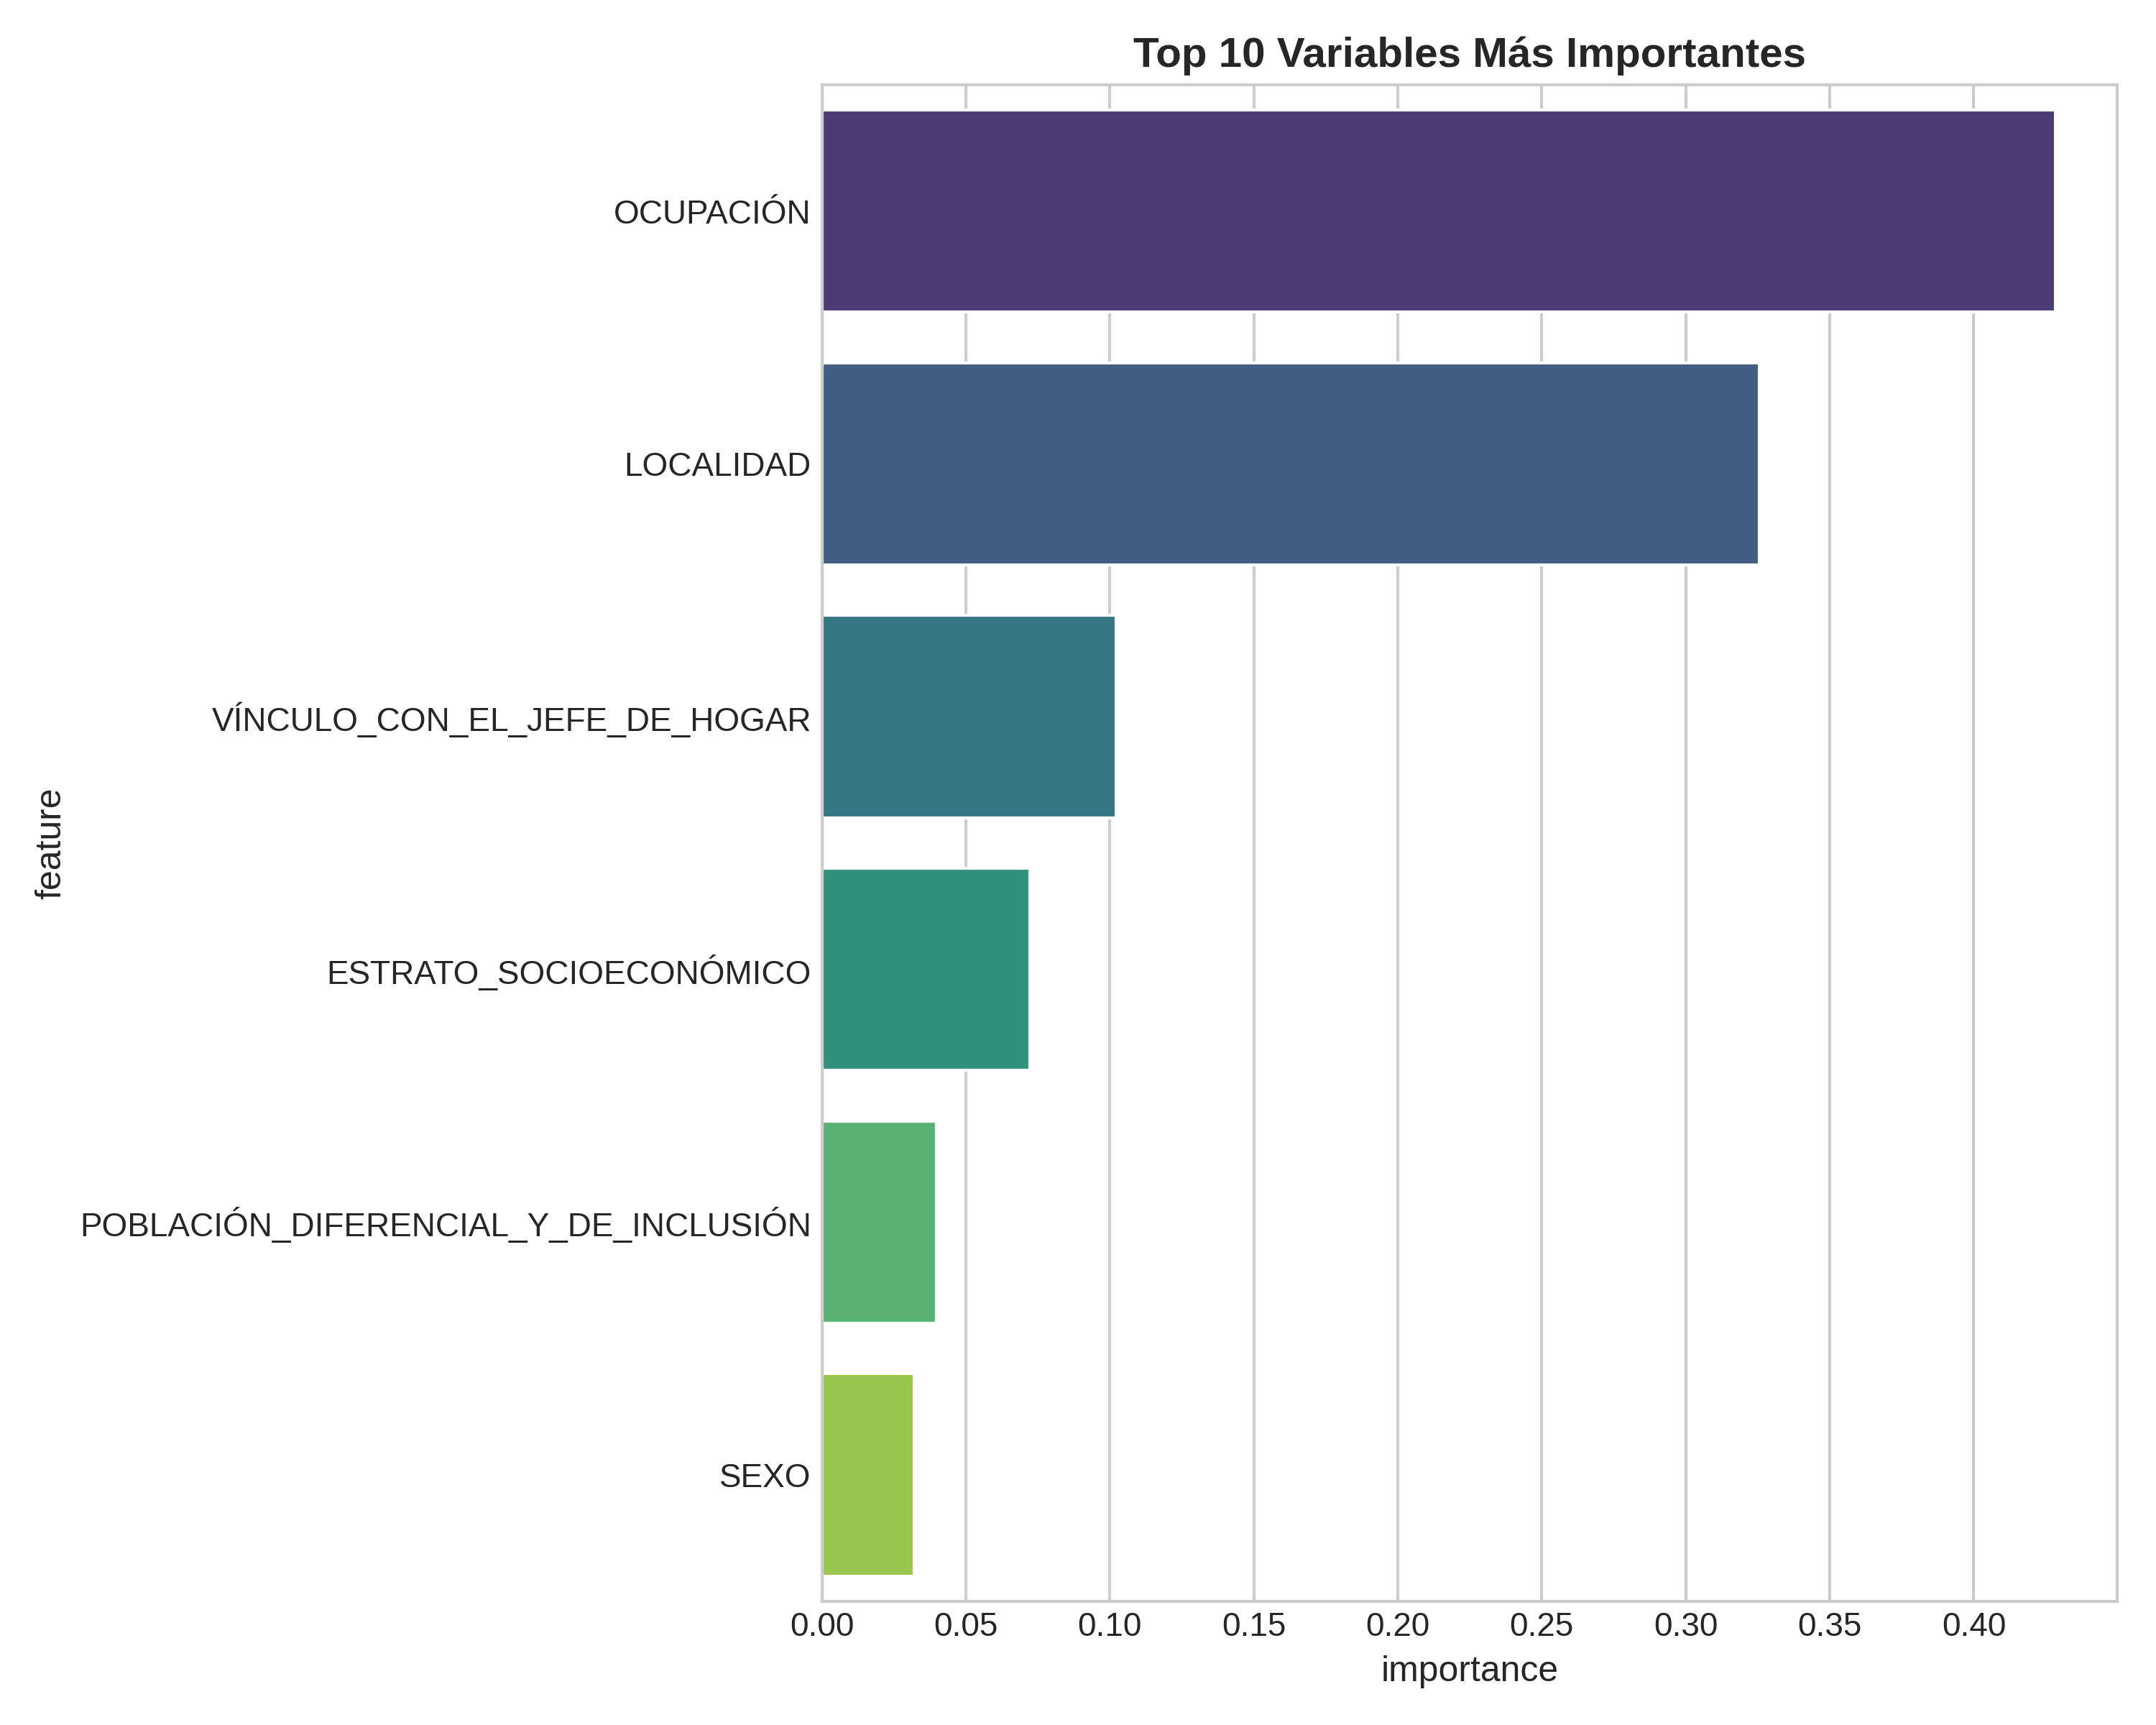 Top 10 Variables Más Importantes
OCUPACIÓN
LOCALIDAD
VÍNCULO_CON_EL_JEFE_DE_HOGAR
ESTRATO_SOCIOECONÓMICO
POBLACIÓN_DIFERENCIAL_Y_DE_INCLUSIÓN
SEXO
feature
0.00 0.05 0.10 0.15 0.20 0.25 0.30 0.35 0.40
importance